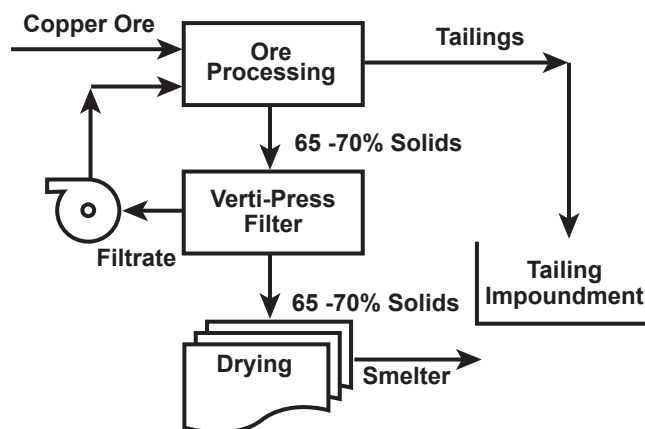 Copper Ore
Ore
Processing
Tailings
65 -70% Solids
Verti-Press
Filter
Filtrate
Tailing
Impoundment
65 -70% Solids
Drying
Smelter